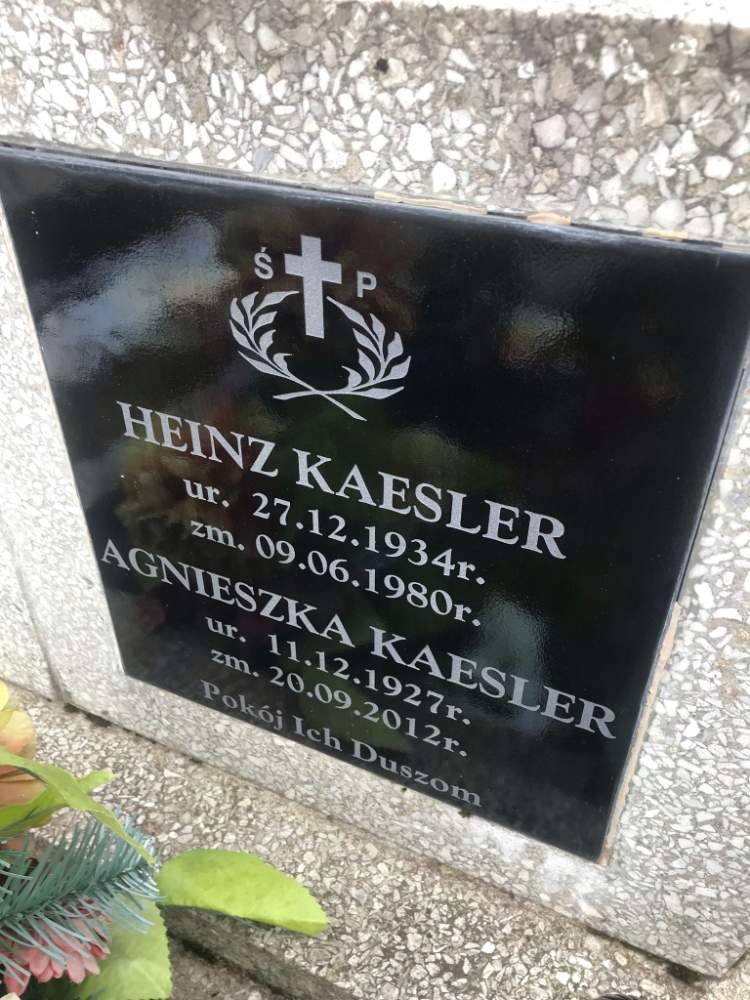 Ś P
HEINZ KAESLER
ur. 27.12.1934r.
zm. 09.06.1980r.
AGNIESZKA KAESLER
ur. 11.12.1927r.
zm. 20.09.2012r.
Pokój Ich Duszom